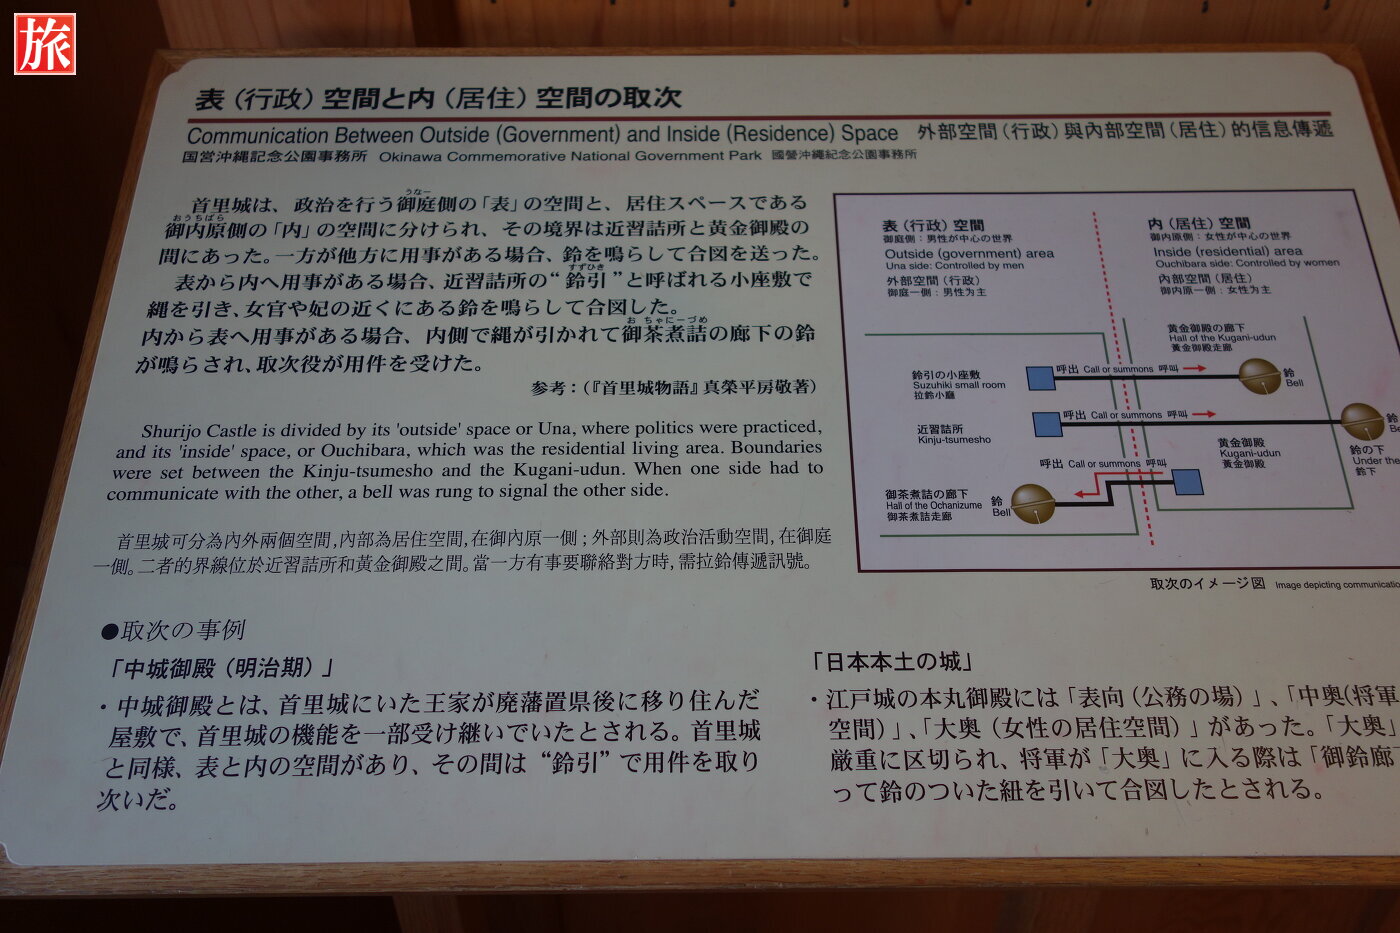 旅
表（行政）空間と内（居住）空間の取次
Communication Between Outside (Government) and Inside (Residence) Space 外部空間（行政）與內部空間（居住）的信息傳遞
国営沖縄記念公園事務所 Okinawa Commemorative National Government Park 國營沖繩紀念公園事務所
うなー
首里城は、政治を行う御庭側の「表」の空間と、居住スペースである
おうちばら
御内原側の「内」の空間に分けられ、その境界は近習詰所と黄金御殿の
間にあった。一方が他方に用事がある場合、鈴を鳴らして合図を送った。
すずひき
表から内へ用事がある場合、近習詰所の“鈴引”と呼ばれる小座敷で
縄を引き、女官や妃の近くにある鈴を鳴らして合図した。
おちゃにーづめ
内から表へ用事がある場合、内側で縄が引かれて御茶煮詰の廊下の鈴
が鳴らされ、取次役が用件を受けた。
参考：（『首里城物語』真榮平房敬著）
Shurijo Castle is divided by its 'outside' space or Una, where politics were practiced,
and its 'inside' space, or Ouchibara, which was the residential living area. Boundaries
were set between the Kinju-tsumesho and the Kugani-udun. When one side had to
communicate with the other, a bell was rung to signal the other side.
首里城可分為內外兩個空間,內部為居住空間,在御內原一側；外部則為政治活動空間,在御庭
一側。二者的界線位於近習詰所和黃金御殿之間。當一方有事要聯絡對方時,需拉鈴傳遞訊號。
表（行政）空間
御庭側：男性が中心の世界
Outside (government) area
Una side: Controlled by men
外部空間（行政）
御庭一側：男性为主
内（居住）空間
御内原側：女性が中心の世界
Inside (residential) area
Ouchibara side: Controlled by women
內部空間（居住）
御内原一側：女性为主
黄金御殿の廊下
Hall of the Kugani-udun
黃金御殿走廊
鈴引の小座敷
Suzuhiki small room
拉鈴小廳
呼出 Call or summons 呼叫
鈴
Bell
近習詰所
Kinju-tsumesho
呼出 Call or summons 呼叫
鈴
鈴の下
Under the
鈴下
黄金御殿
Kugani-udun
黃金御殿
呼出 Call or summons 呼叫
御茶煮詰の廊下
Hall of the Ochanizume
御茶煮詰走廊
鈴
Bell
取次のイメージ図 Image depicting
●取次の事例
「中城御殿（明治期）」
・中城御殿とは、首里城にいた王家が廃藩置県後に移り住んだ
屋敷で、首里城の機能を一部受け継いでいたとされる。首里城
と同様、表と内の空間があり、その間は“鈴引”で用件を取り
次いだ。
「日本本土の城」
・江戸城の本丸御殿には「表向（公務の場）」、「中奥(将軍
空間）」、「大奥（女性の居住空間）」があった。「大奥」
厳重に区切られ、将軍が「大奥」に入る際は「御鈴廊
って鈴のついた紐を引いて合図したとされる。